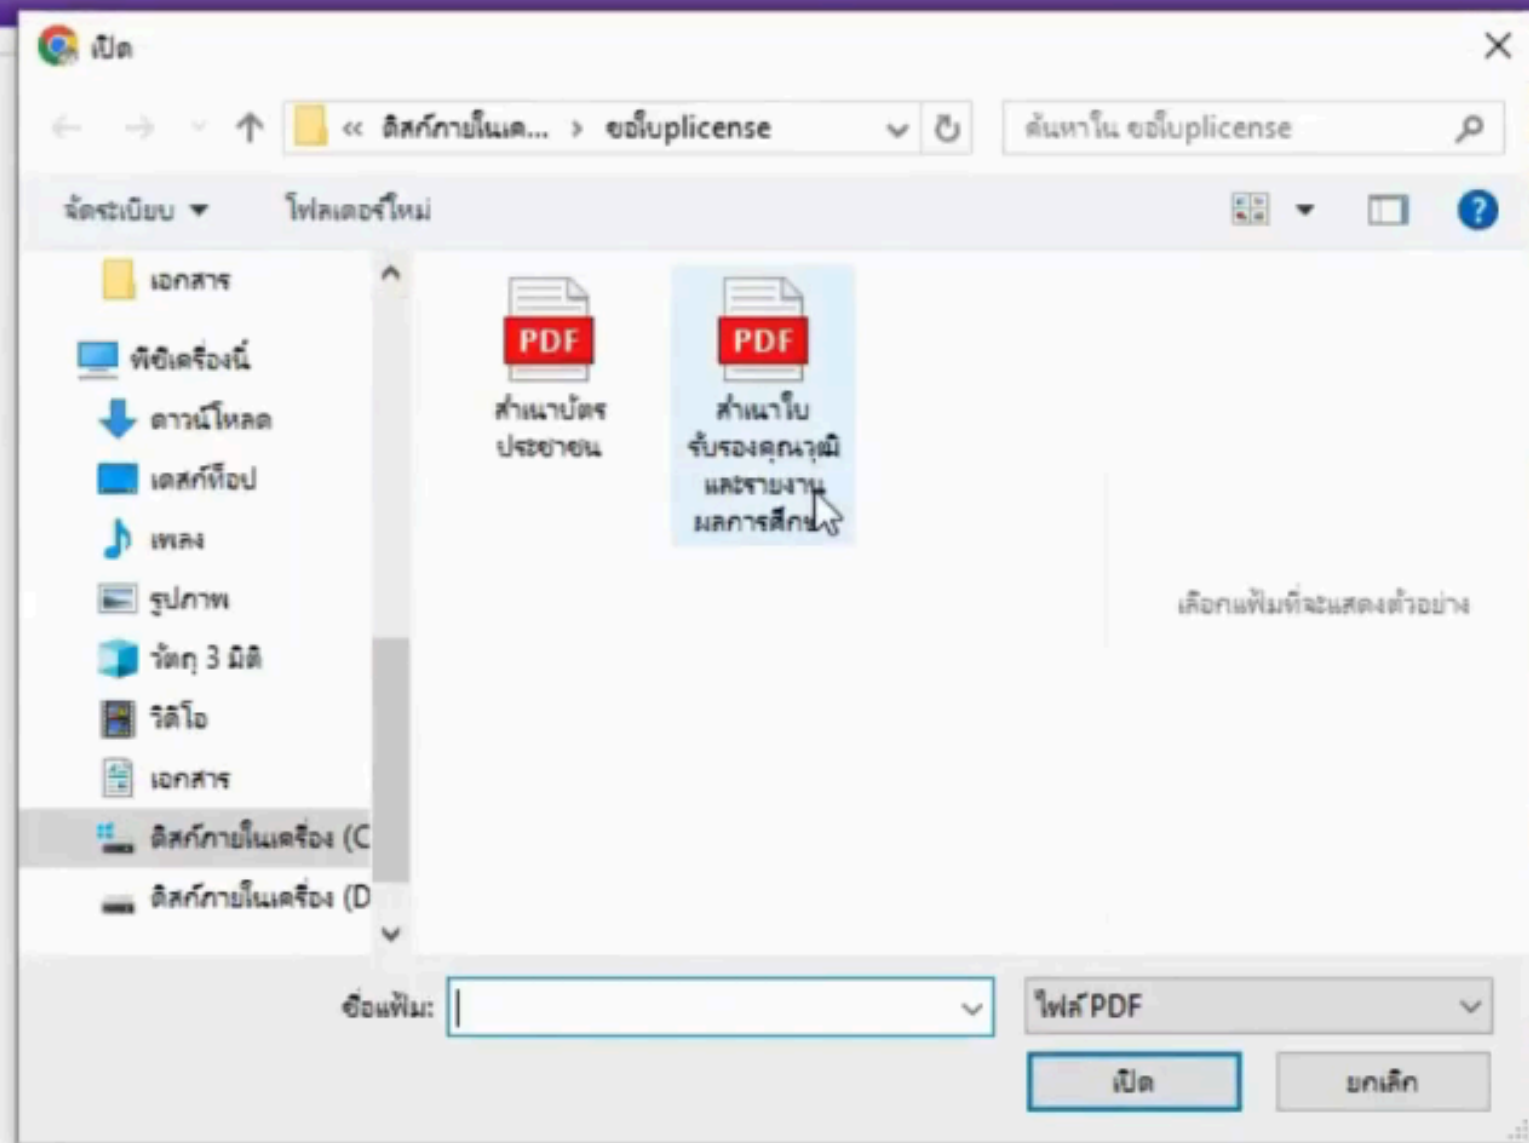 เปิด
« ดิสก์ภายในเค... › ขอใบplicense
ค้นหาใน ขอใบplicense
จัดระเบียบ
โฟลเดอร์ใหม่
เอกสาร
พีซีเครื่องนี้
ดาวน์โหลด
เดสก์ท็อป
เพลง
รูปภาพ
วัตถุ 3 มิติ
วิดีโอ
เอกสาร
ดิสก์ภายในเครื่อง (C
ดิสก์ภายในเครื่อง (D
PDF
สำเนาบัตร
ประชาชน
PDF
สำเนาใบ
รับรองคุณวุฒิ
และรายงาน
ผลการศึกษ
เลือกแฟ้มที่จะแสดงตัวอย่าง
ชื่อแฟ้ม:
ไฟล์ PDF
เปิด
ยกเลิก